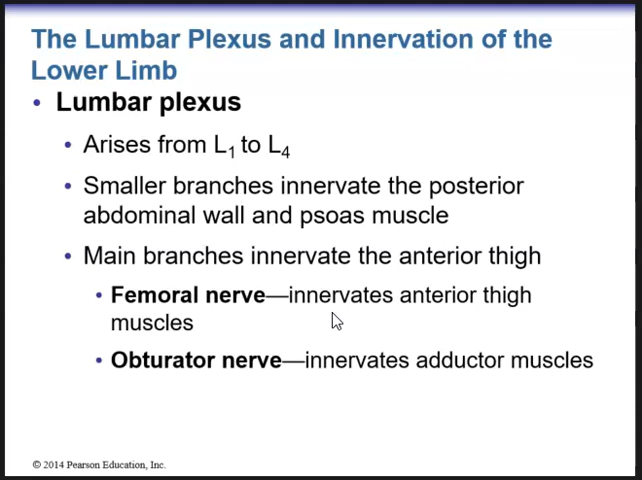 The Lumbar Plexus and Innervation of the
Lower Limb
• Lumbar plexus
• Arises from L1 to L4
• Smaller branches innervate the posterior
abdominal wall and psoas muscle
• Main branches innervate the anterior thigh
• Femoral nerve—innervates anterior thigh
muscles
• Obturator nerve—innervates adductor muscles
© 2014 Pearson Education, Inc.